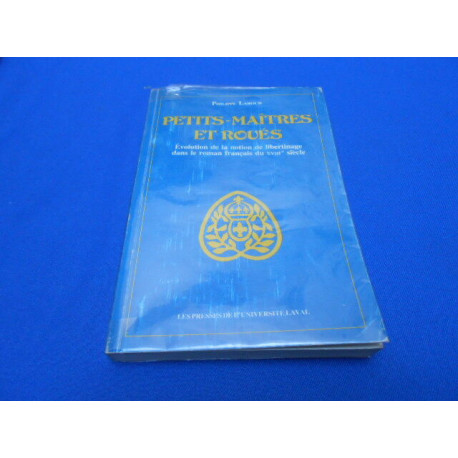 PHILIPPE LAROCH
PETITS-MAÎTRES
ET ROUÉS
Évolution de la notion de libertinage
dans le roman français du XVIIIe siècle
LES PRESSES DE L'UNIVERSITÉ LAVAL